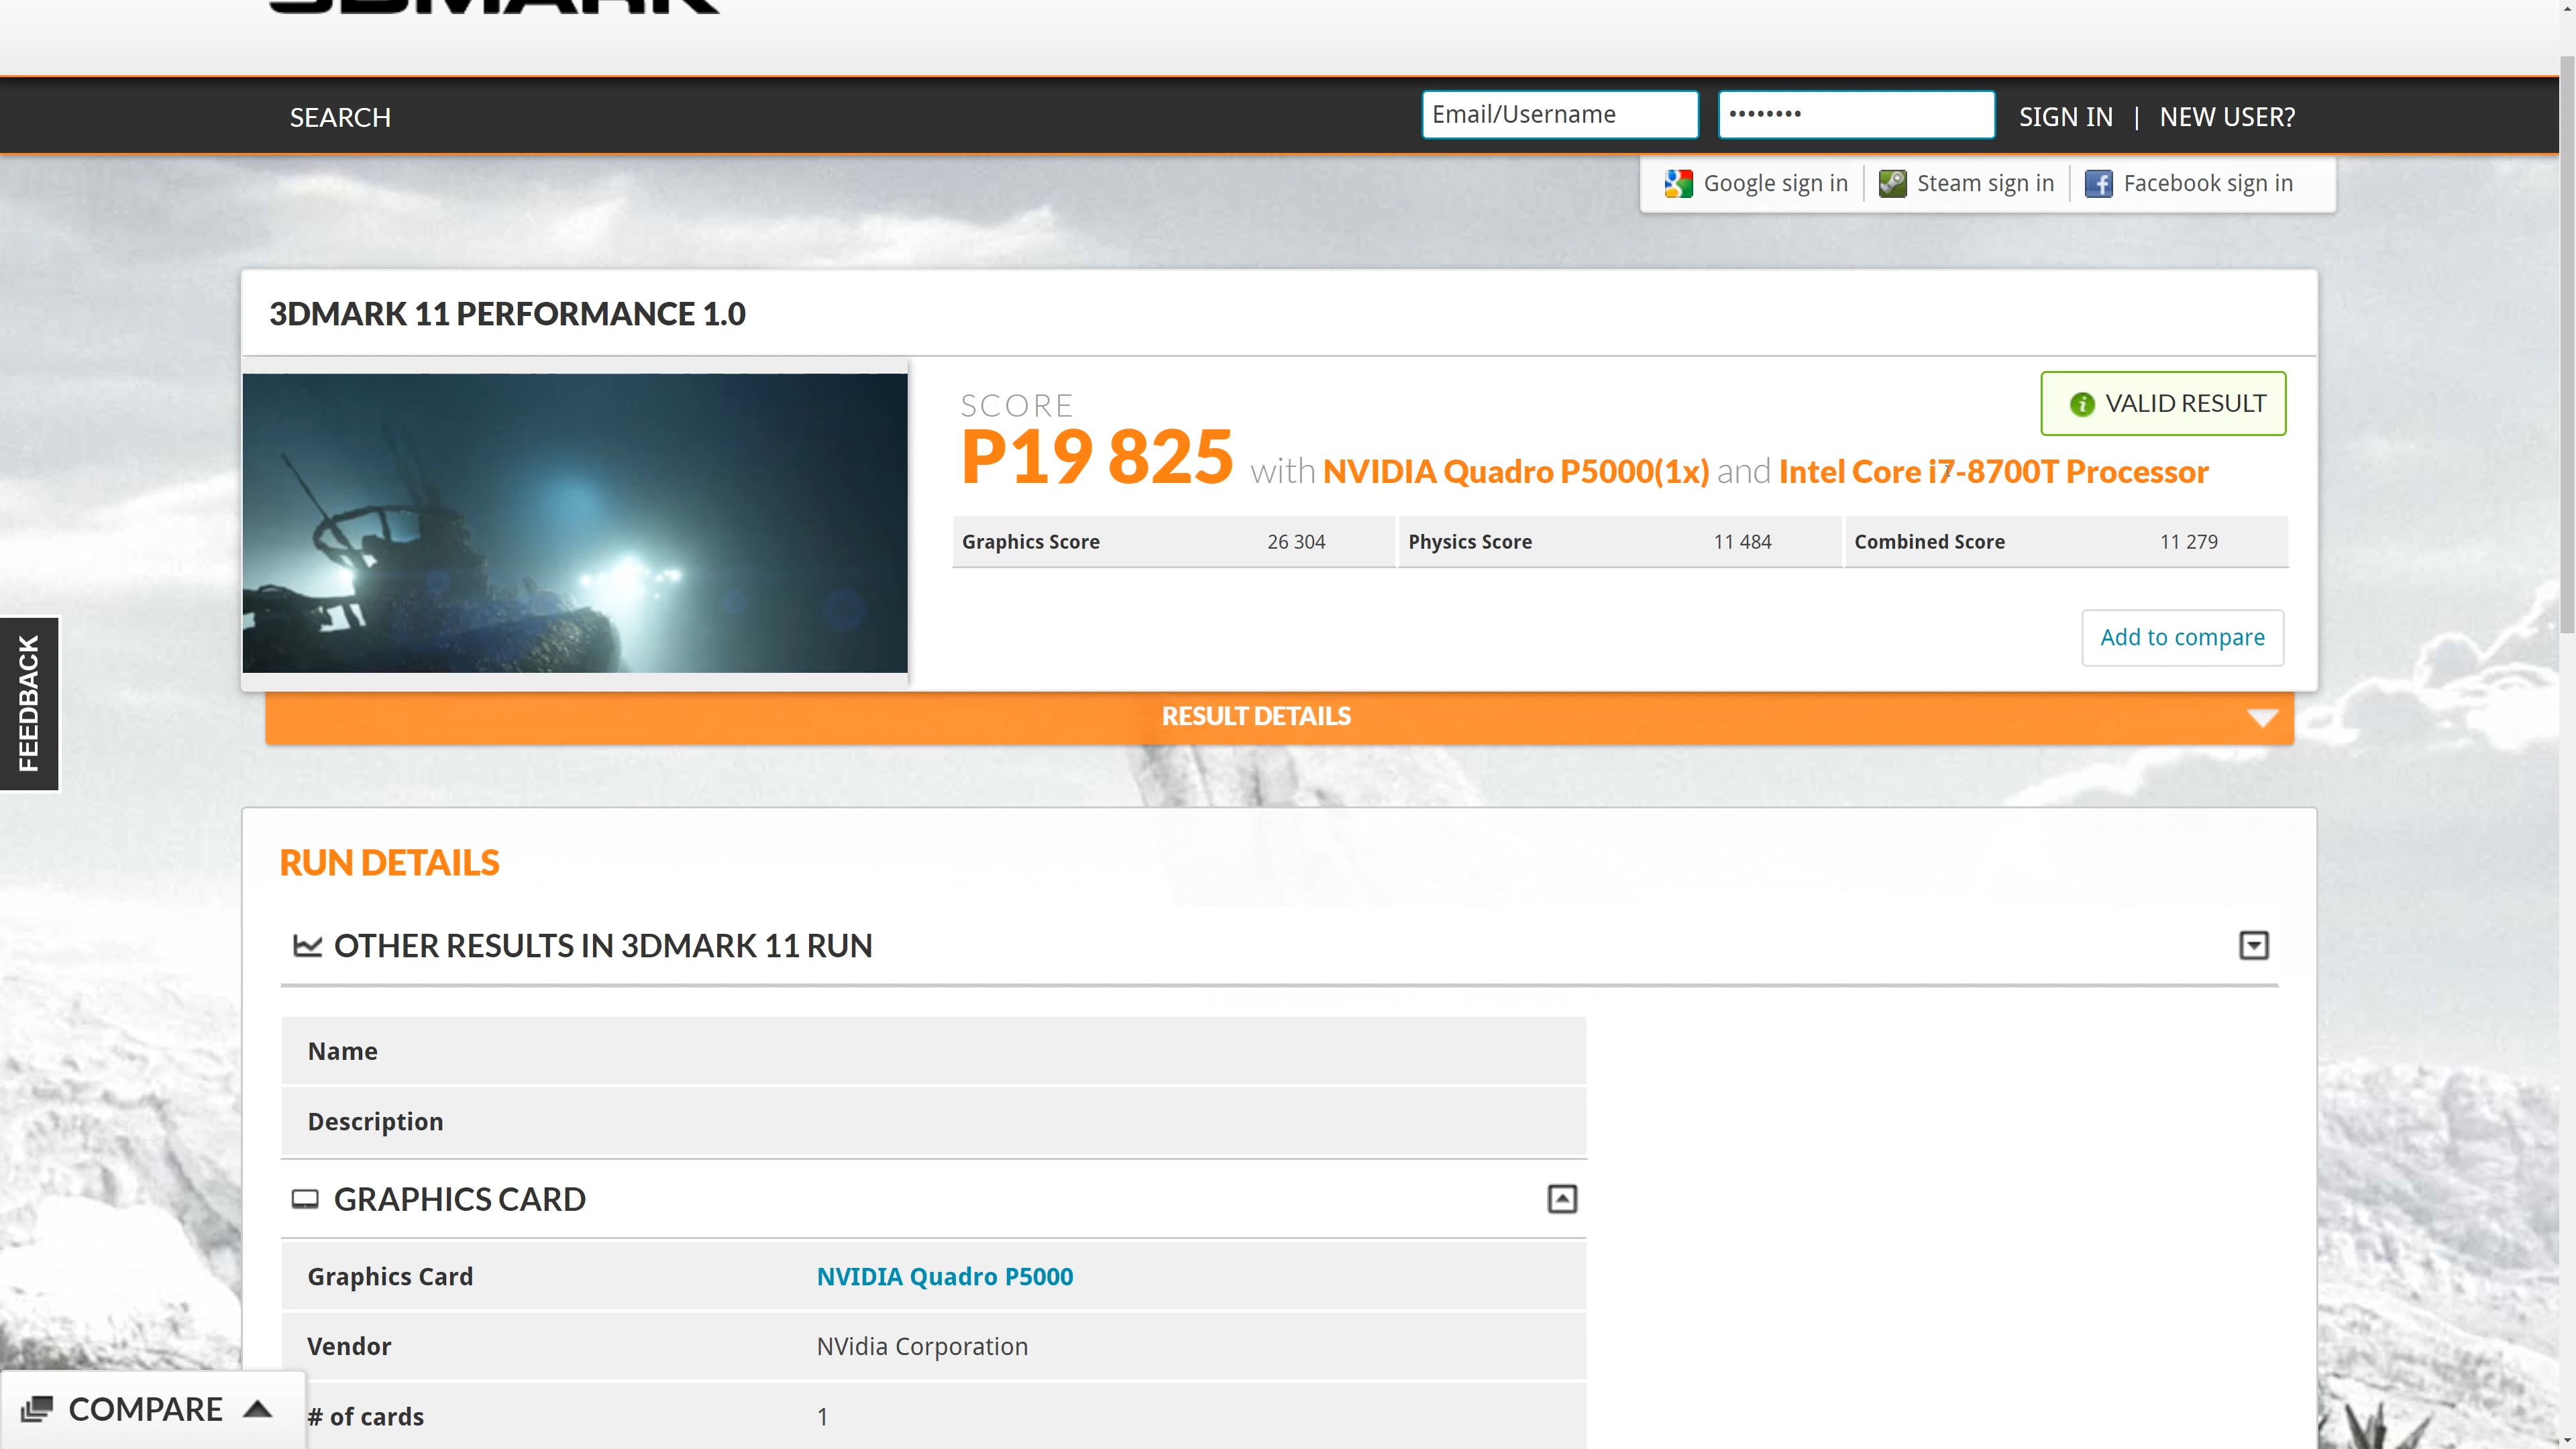 3DMARK
SEARCH
Email/Username
••••••••
SIGN IN | NEW USER?
Google sign in
Steam sign in
Facebook sign in
3DMARK 11 PERFORMANCE 1.0
SCORE
VALID RESULT
P19 825 with NVIDIA Quadro P5000(1x) and Intel Core i7-8700T Processor
Graphics Score 26 304 Physics Score 11 484 Combined Score 11 279
Add to compare
RESULT DETAILS
FEEDBACK
RUN DETAILS
OTHER RESULTS IN 3DMARK 11 RUN
Name
Description
GRAPHICS CARD
Graphics Card NVIDIA Quadro P5000
Vendor NVidia Corporation
# of cards 1
COMPARE